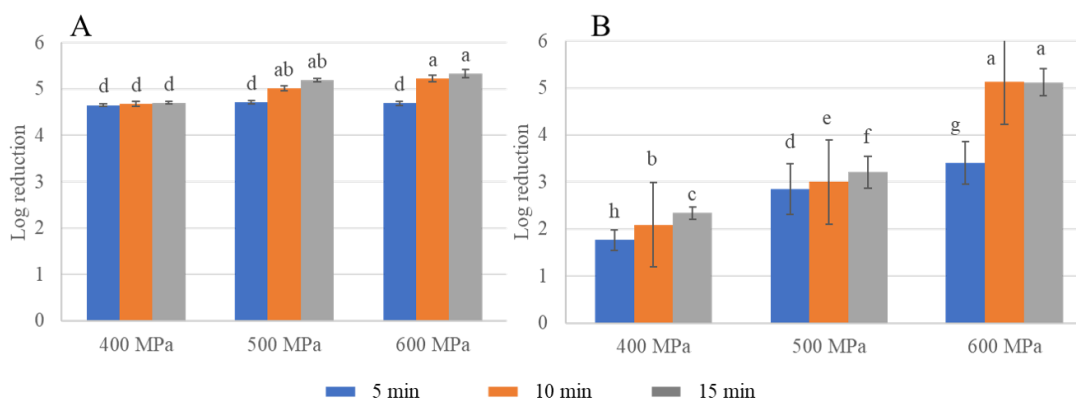 A
B
Log reduction
6
5
4
3
2
1
0
d d d
d ab ab
d a a
400 MPa 500 MPa 600 MPa
Log reduction
6
5
4
3
2
1
0
h b c
d e f
g a a
400 MPa 500 MPa 600 MPa
5 min 10 min 15 min